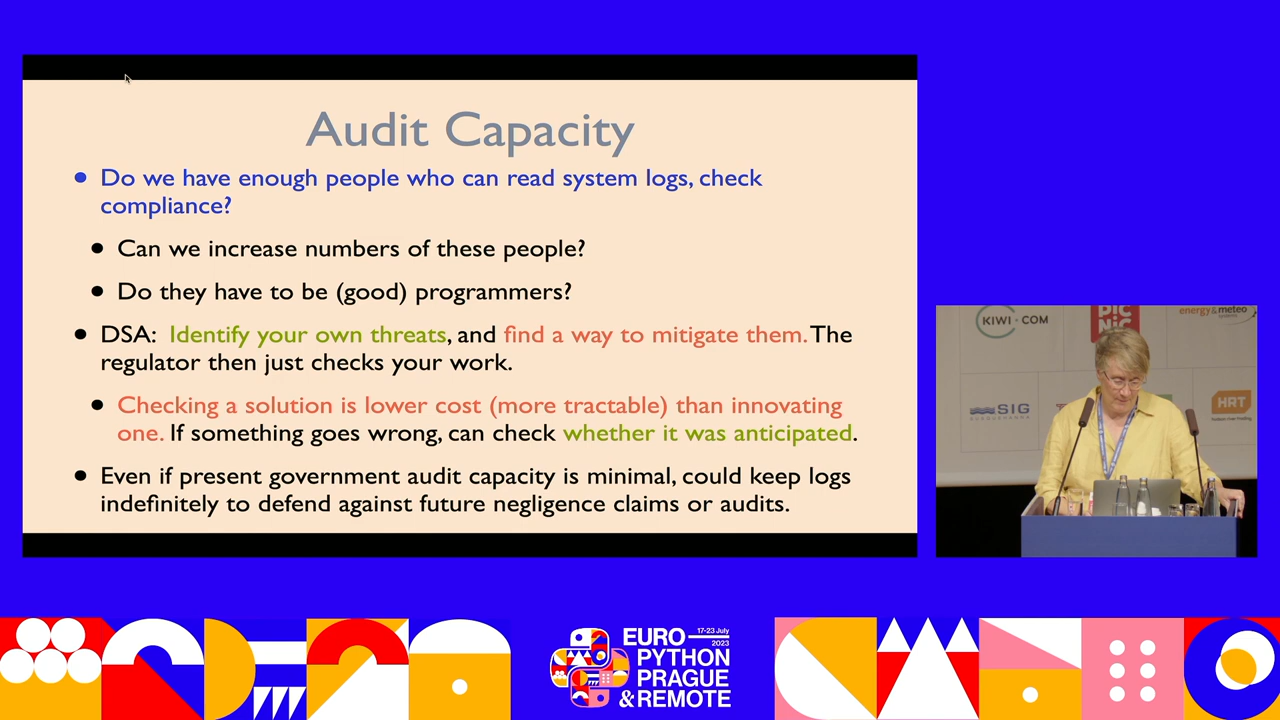 Audit Capacity
• Do we have enough people who can read system logs, check
compliance?
• Can we increase numbers of these people?
• Do they have to be (good) programmers?
• DSA: Identify your own threats, and find a way to mitigate them. The
regulator then just checks your work.
• Checking a solution is lower cost (more tractable) than innovating
one. If something goes wrong, can check whether it was anticipated.
• Even if present government audit capacity is minimal, could keep logs
indefinitely to defend against future negligence claims or audits.
KIWI.COM
PIC
NIC
energy & meteo
systems
SIG
HRT
EURO 17-23 July
2023
PYTHON
PRAGUE
& REMOTE